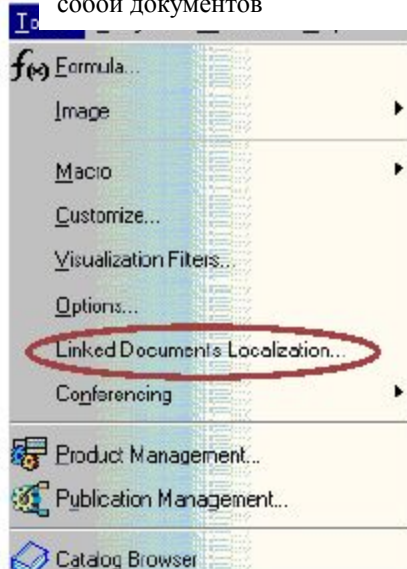 собой документов
f(x) Formula...
Image
Macro
Customize...
Visualization Filters...
Options...
Linked Documents Localization...
Conferencing
Product Management...
Publication Management...
Catalog Browser